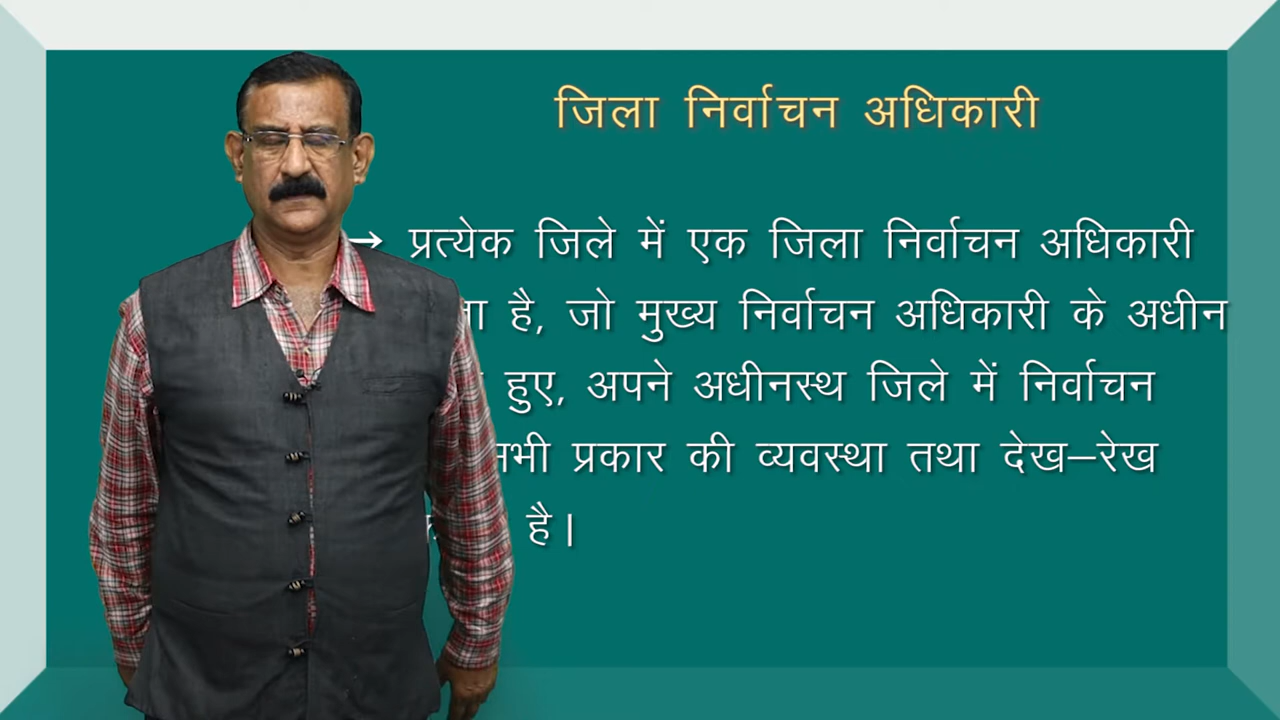 जिला निर्वाचन अधिकारी
→ प्रत्येक जिले में एक जिला निर्वाचन अधिकारी
है, जो मुख्य निर्वाचन अधिकारी के अधीन
हुए, अपने अधीनस्थ जिले में निर्वाचन
प्रकार की व्यवस्था तथा देख–रेख
है।